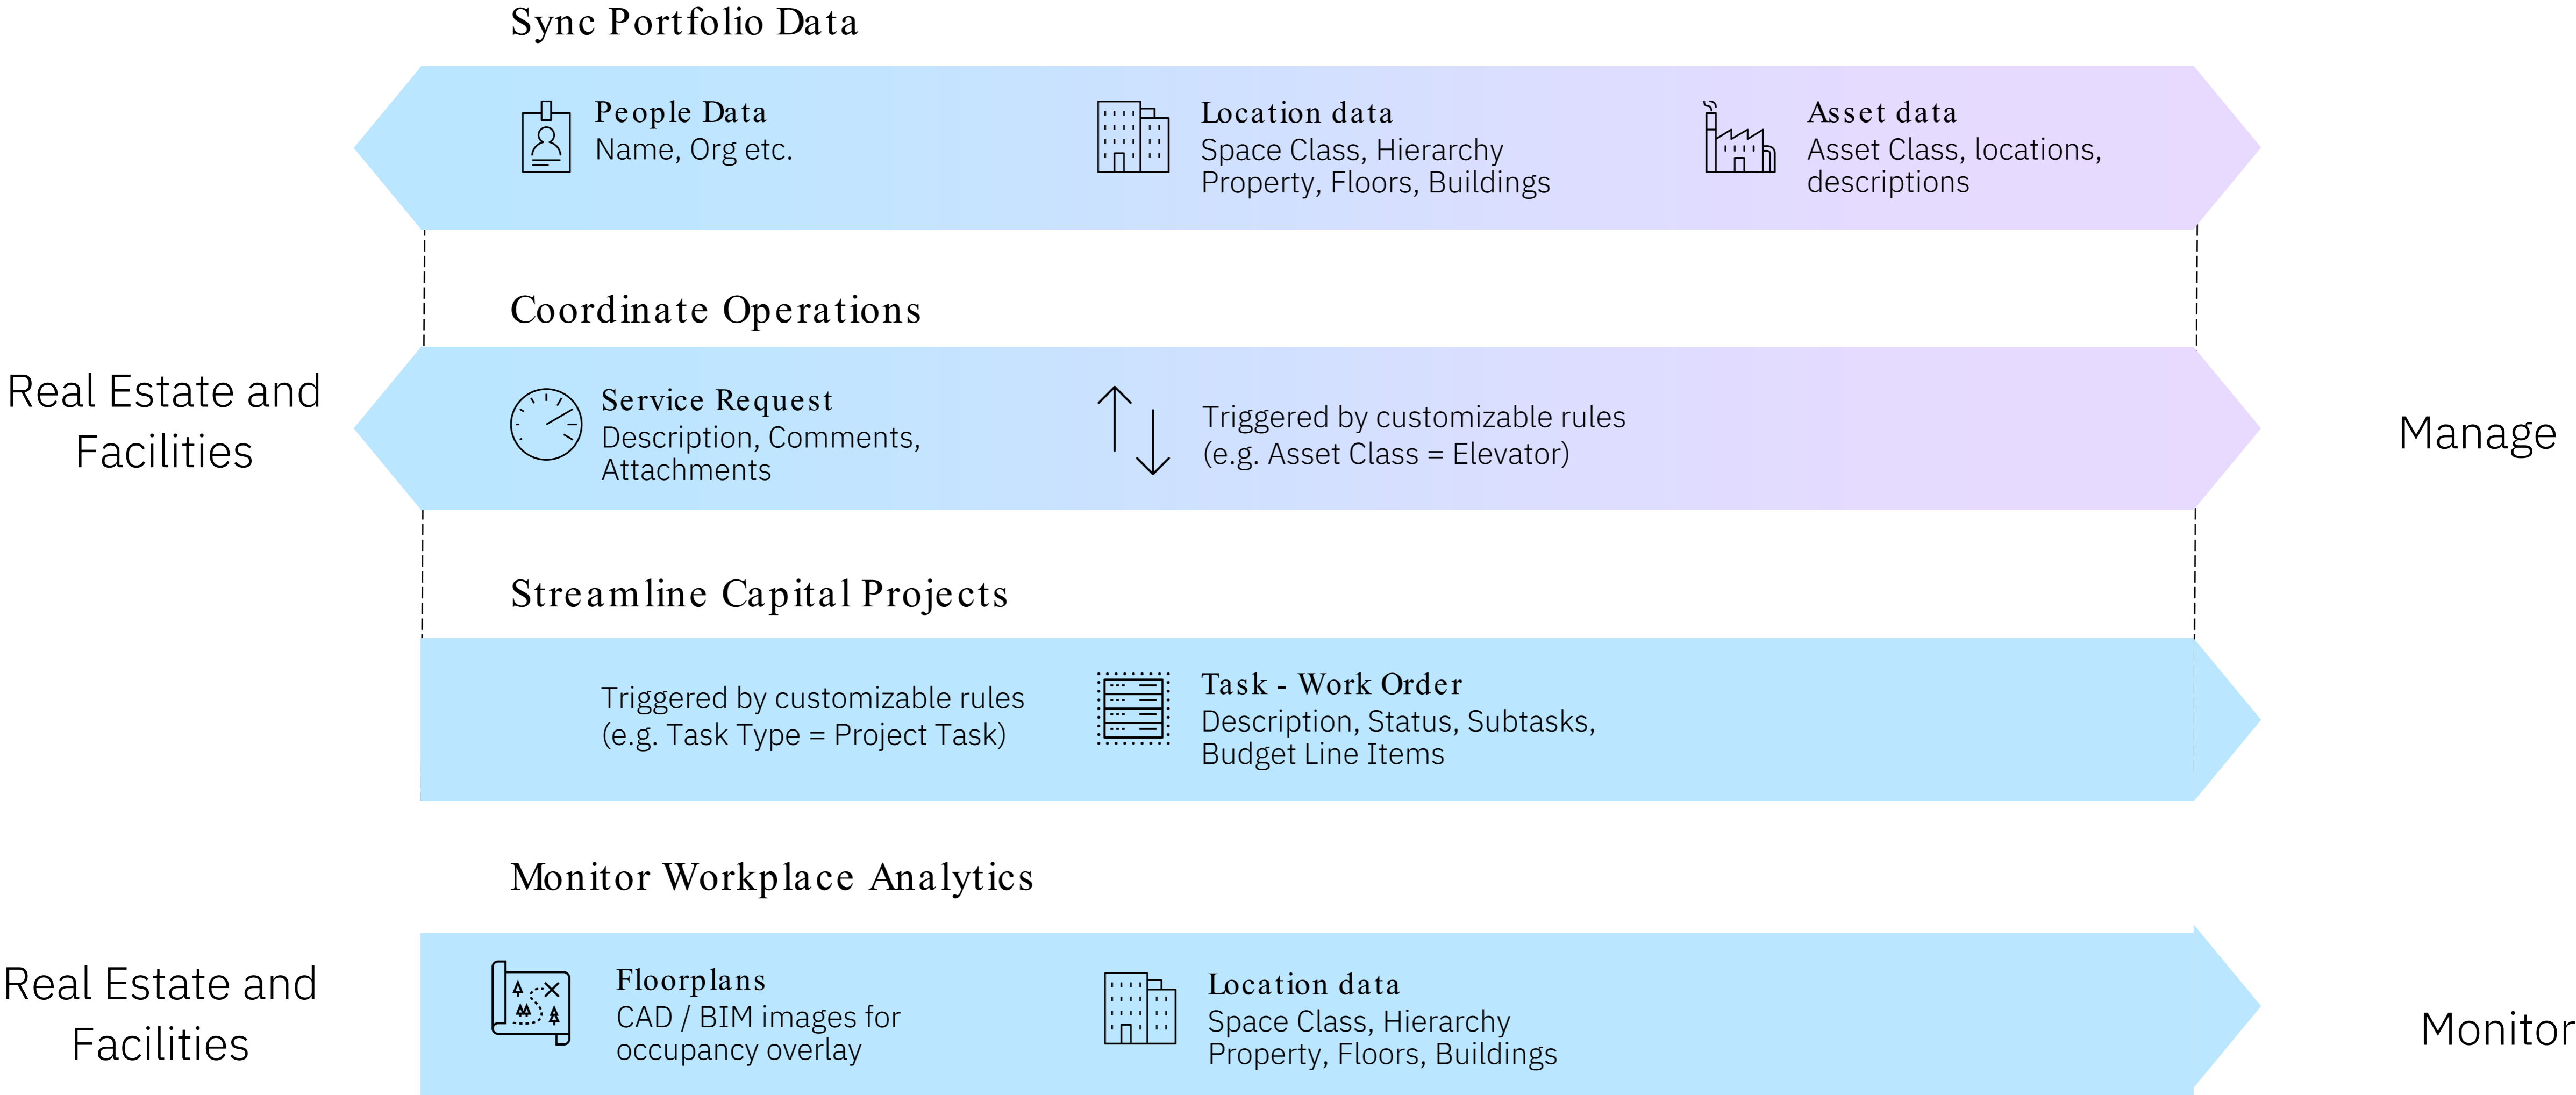 Sync Portfolio Data
People Data
Name, Org etc.
Location data
Space Class, Hierarchy
Property, Floors, Buildings
Asset data
Asset Class, locations,
descriptions
Coordinate Operations
Real Estate and
Facilities
Service Request
Description, Comments,
Attachments
Triggered by customizable rules
(e.g. Asset Class = Elevator)
Manage
Streamline Capital Projects
Triggered by customizable rules
(e.g. Task Type = Project Task)
Task - Work Order
Description, Status, Subtasks,
Budget Line Items
Monitor Workplace Analytics
Real Estate and
Facilities
Floorplans
CAD / BIM images for
occupancy overlay
Location data
Space Class, Hierarchy
Property, Floors, Buildings
Monitor